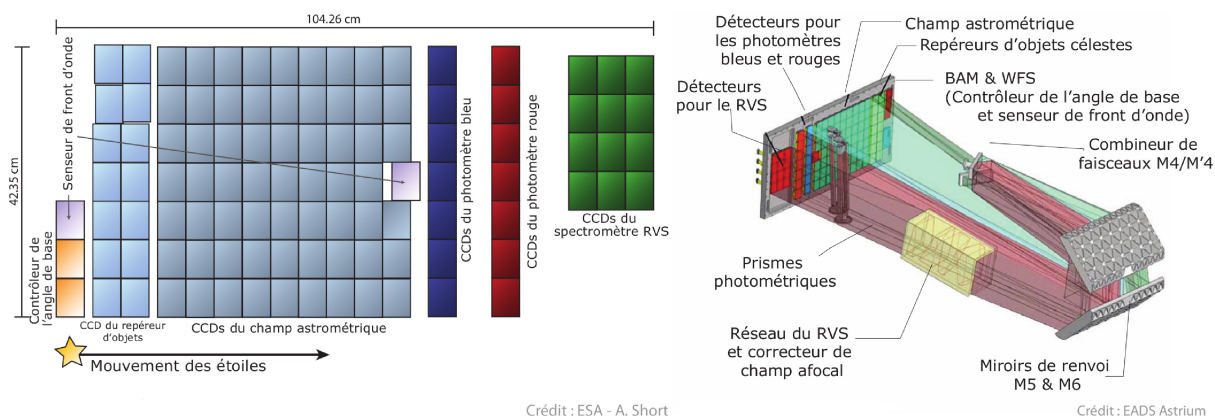 104.26 cm
42.35 cm
Senseur de front d'onde
Contrôleur de
l'angle de base
CCD du repéreur
d'objets
CCDs du champ astrométrique
CCDs du photomètre bleu
CCDs du photomètre rouge
CCDs du
spectromètre RVS
Mouvement des étoiles
Crédit : ESA - A. Short
Détecteurs pour
les photomètres
bleus et rouges
Champ astrométrique
Repéreurs d'objets célestes
Détecteurs
pour le RVS
BAM & WFS
(Contrôleur de l'angle de base
et senseur de front d'onde)
Combineur de
faisceaux M4/M'4
Prismes
photométriques
Réseau du RVS
et correcteur de
champ afocal
Miroirs de renvoi
M5 & M6
Crédit : EADS Astrium